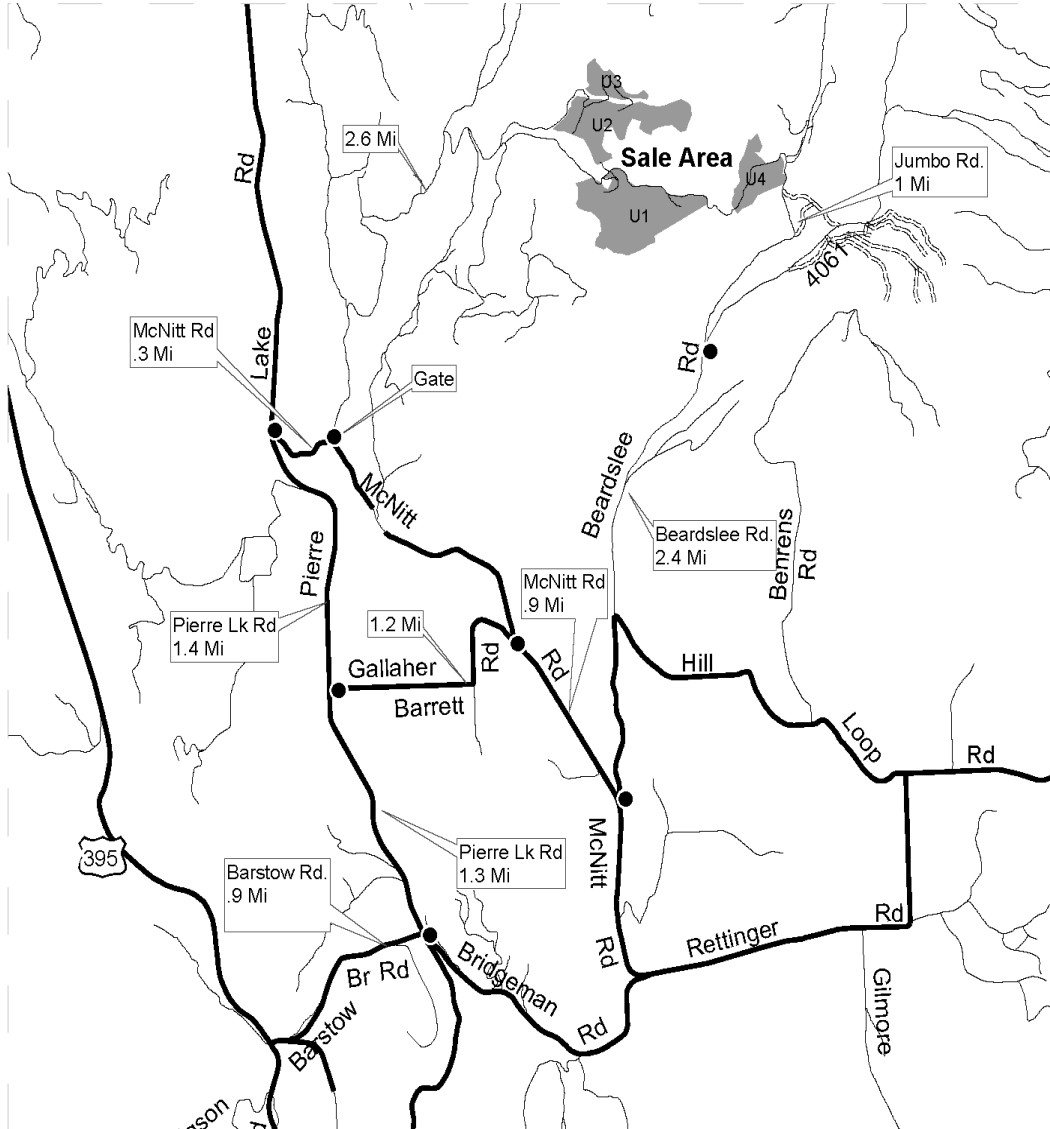 U3
2.6 Mi
U2
Sale Area
Jumbo Rd.
1 Mi
Rd
U4
U1
4061
McNitt Rd
.3 Mi
Lake
Gate
Rd
McNitt
Beardslee
Beardslee Rd.
2.4 Mi
Benrens
Rd
Pierre
McNitt Rd
.9 Mi
Pierre Lk Rd
1.4 Mi
1.2 Mi
Gallaher
Rd
Rd
Hill
Barrett
Loop
Rd
395
McNitt
Pierre Lk Rd
1.3 Mi
Barstow Rd.
.9 Mi
Rd
Rettinger
Rd
Br Rd
Bridgeman
Gilmore
Rd
Barstow